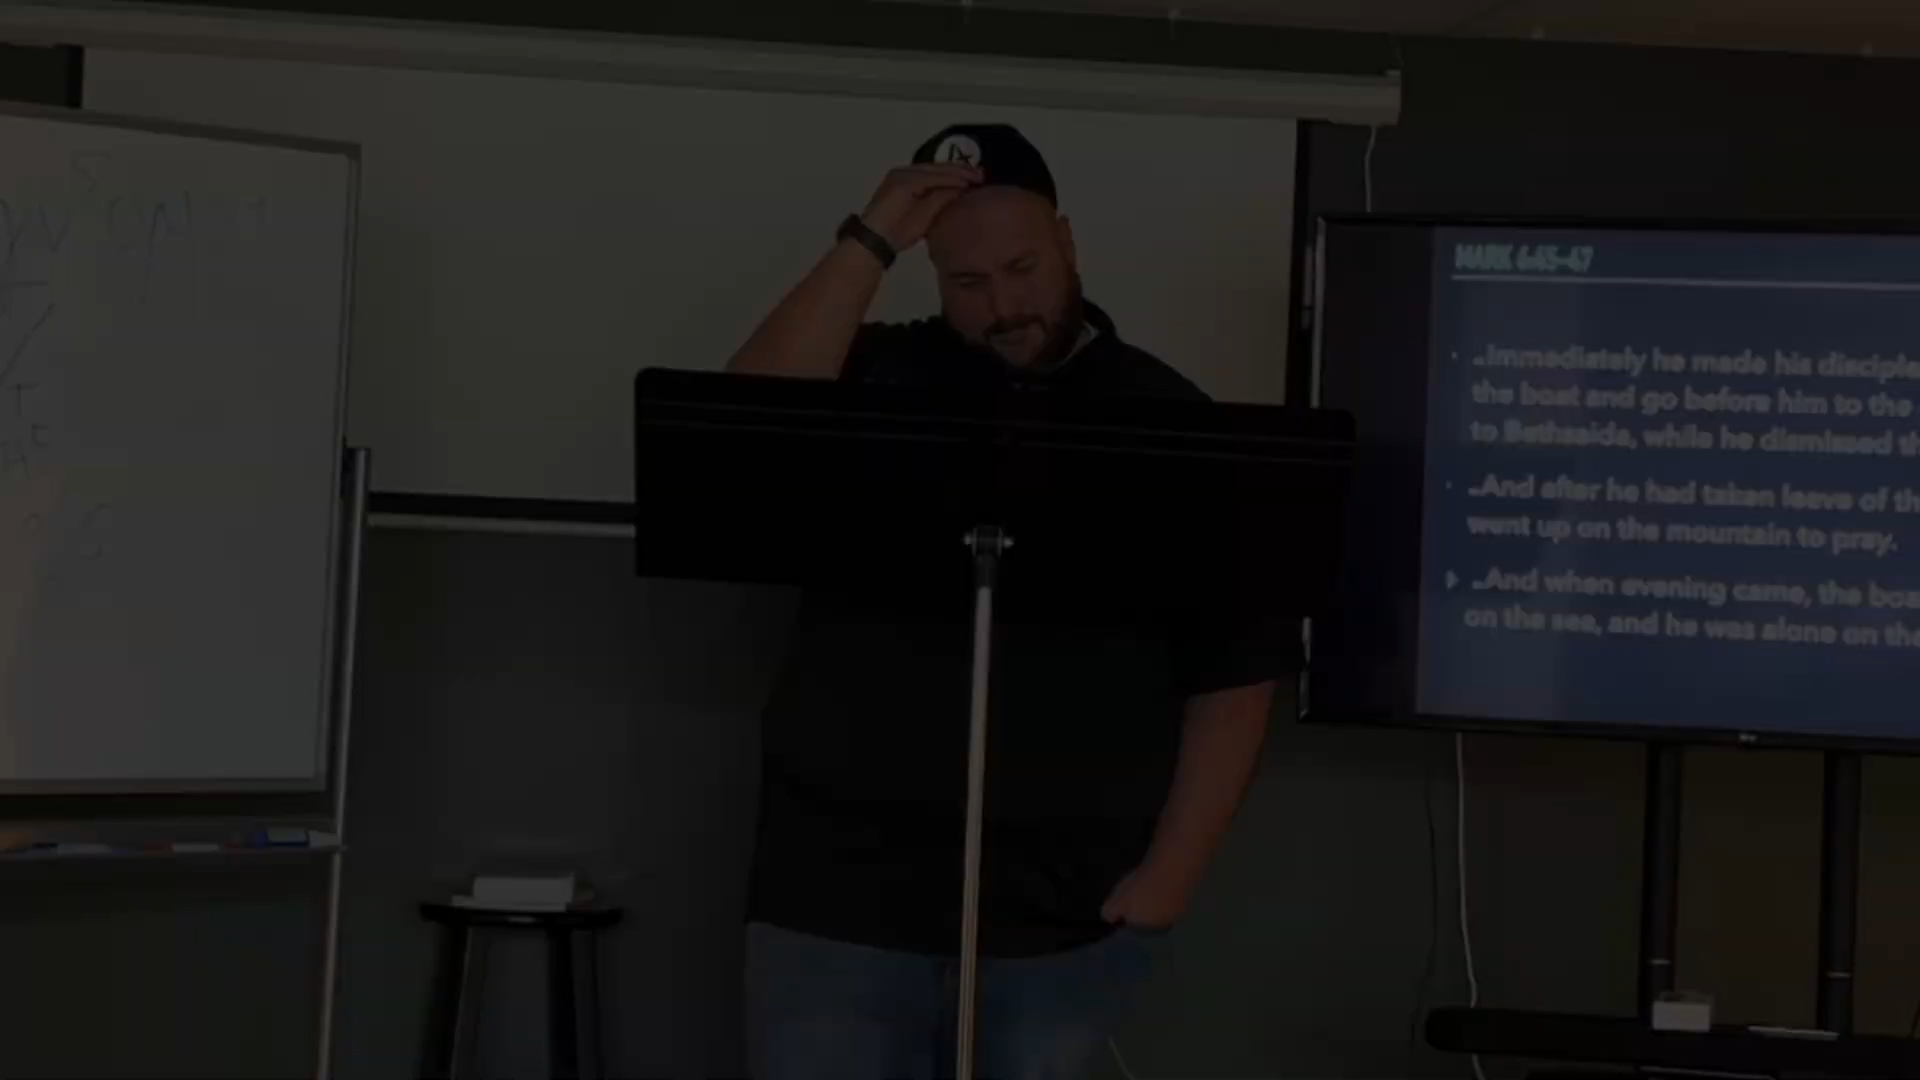 MARK 6:45–47
..Immediately he made his disciple
the boat and go before him to the
to Bethsaida, while he dismissed th
..And after he had taken leave of th
went up on the mountain to pray.
..And when evening came, the boa
on the sea, and he was alone on the